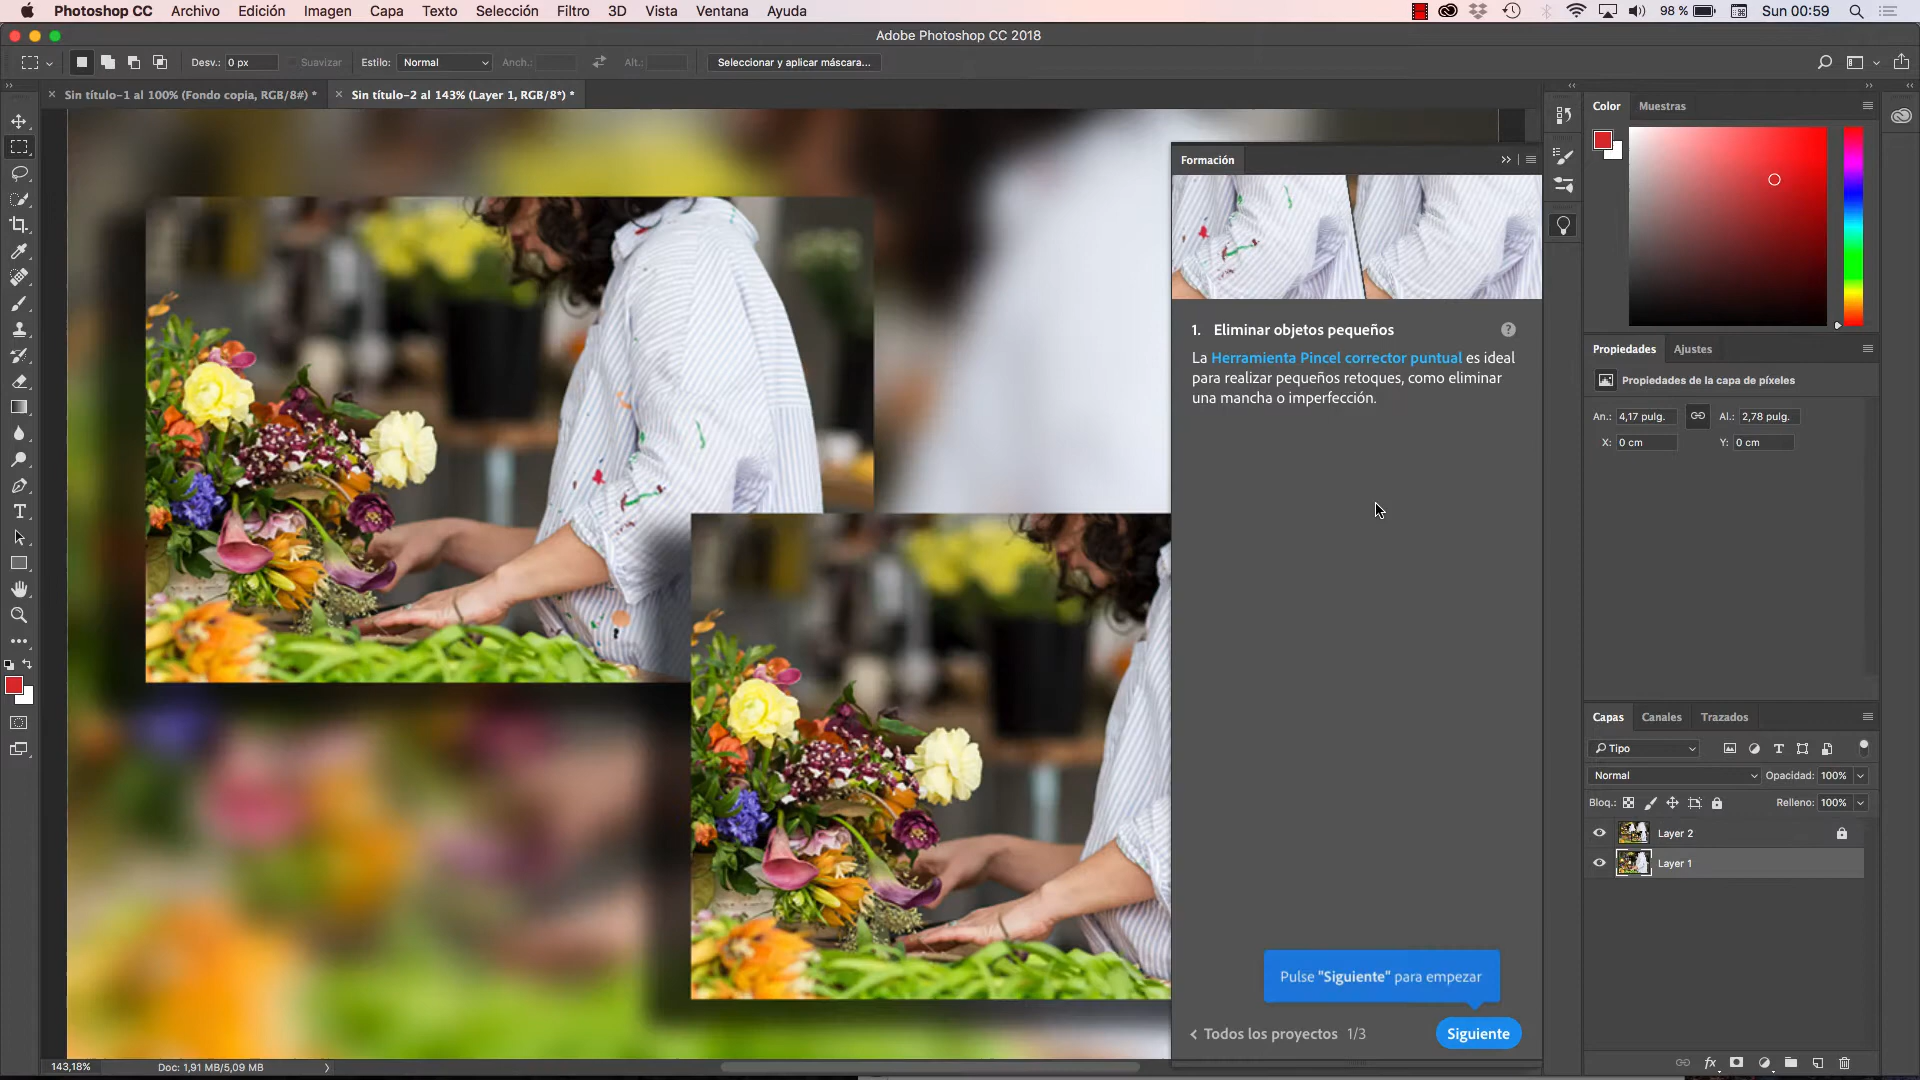 Photoshop CC Archivo Edición Imagen Capa Texto Selección Filtro 3D Vista Ventana Ayuda 98 % Sun 00:59
Adobe Photoshop CC 2018
Desv.: 0 px Suavizar Estilo: Normal Anch.: Alt.: Seleccionar y aplicar máscara...
Sin título-1 al 100% (Fondo copia, RGB/8#) * Sin título-2 al 143% (Layer 1, RGB/8*) *
Formación
1. Eliminar objetos pequeños
La Herramienta Pincel corrector puntual es ideal
para realizar pequeños retoques, como eliminar
una mancha o imperfección.
Pulse "Siguiente" para empezar
Todos los proyectos 1/3 Siguiente
Color Muestras
Propiedades Ajustes
Propiedades de la capa de píxeles
An.: 4,17 pulg. Al.: 2,78 pulg.
X: 0 cm Y: 0 cm
Capas Canales Trazados
Tipo
Normal Opacidad: 100%
Bloq.: Relleno: 100%
Layer 2
Layer 1
fx
143,18% Doc: 1,91 MB/5,09 MB